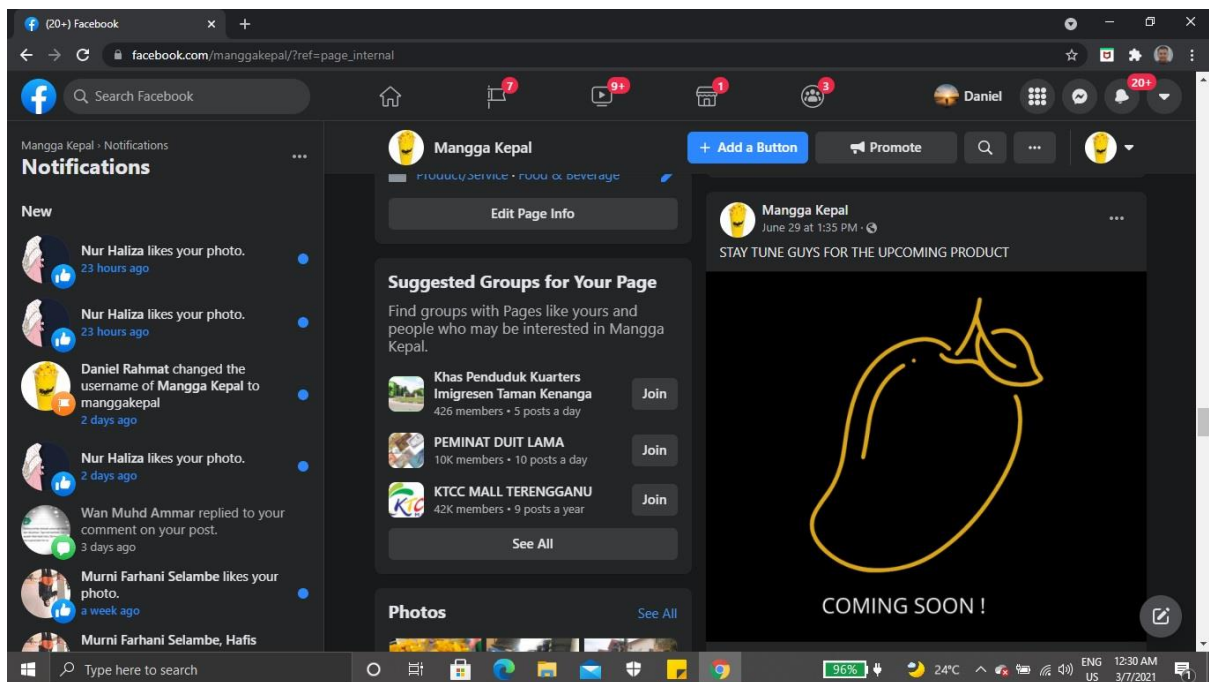 (20+) Facebook
facebook.com/manggakepal/?ref=page_internal
Search Facebook
7
9+
1
3
Daniel
20+
Mangga Kepal › Notifications
Notifications
New
Nur Haliza likes your photo.
23 hours ago
Nur Haliza likes your photo.
23 hours ago
Daniel Rahmat changed the
username of Mangga Kepal to
manggakepal
2 days ago
Nur Haliza likes your photo.
2 days ago
Wan Muhd Ammar replied to your
comment on your post.
3 days ago
Murni Farhani Selambe likes your
photo.
a week ago
Murni Farhani Selambe, Hafis
Mangga Kepal
+ Add a Button
Promote
Product/Service · Food & Beverage
Edit Page Info
Suggested Groups for Your Page
Find groups with Pages like yours and
people who may be interested in Mangga
Kepal.
Khas Penduduk Kuarters
Imigresen Taman Kenanga
426 members • 5 posts a day
Join
PEMINAT DUIT LAMA
10K members • 10 posts a day
Join
KTCC MALL TERENGGANU
42K members • 9 posts a year
Join
See All
Photos
See All
Mangga Kepal
June 29 at 1:35 PM ·
STAY TUNE GUYS FOR THE UPCOMING PRODUCT
COMING SOON !
Type here to search
96%
24°C
ENG
US
12:30 AM
3/7/2021
1